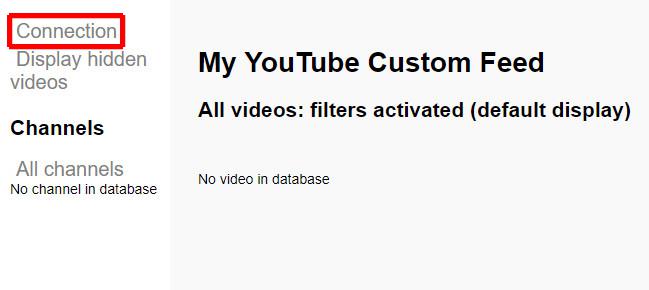 Connection
Display hidden
videos
Channels
All channels
No channel in database
My YouTube Custom Feed
All videos: filters activated (default display)
No video in database